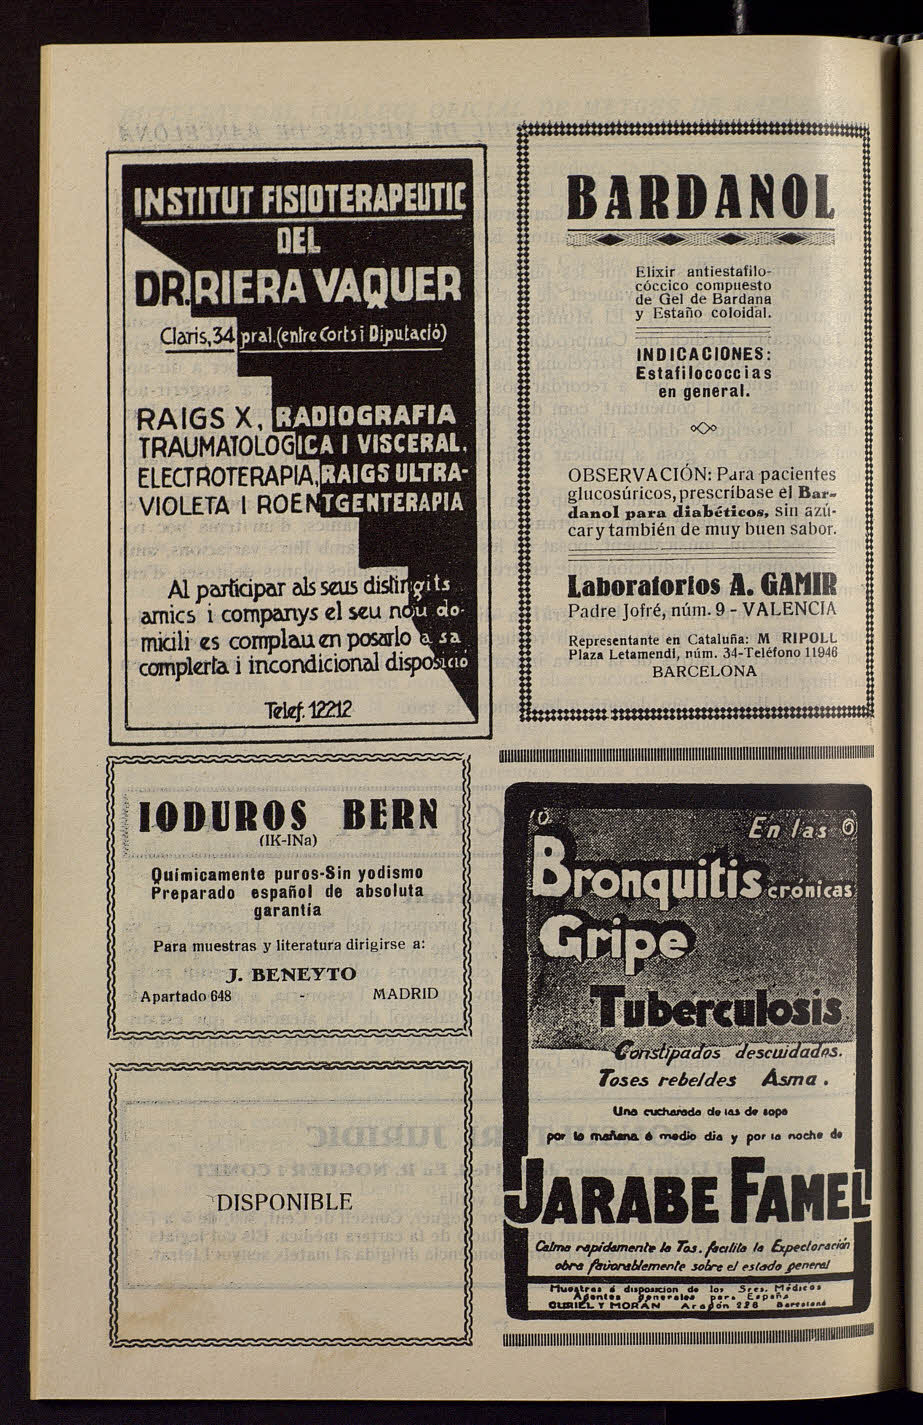 INSTITUT FISIOTERAPEUTIC
DEL
DR. RIERA VAQUER
Claris, 34 pral. (entre Corts i Diputació)
RAIGS X, RADIOGRAFIA
TRAUMATOLOGICA I VISCERAL,
ELECTROTERAPIA, RAIGS ULTRA-
VIOLETA I ROENTGENTERAPIA
Al participar als seus distingits
amics i companys el seu nou do-
micili es complau en posarlo a sa
complerta i incondicional disposició
Telef. 12212
BARDANOL
Elixir antiestafilo-
cóccico compuesto
de Gel de Bardana
y Estaño coloidal.
INDICACIONES:
Estafilococcias
en general.
OBSERVACIÓN: Para pacientes
glucosúricos, prescríbase el Bar-
danol para diabéticos, sin azú-
car y también de muy buen sabor.
Laboratorios A. GAMIR
Padre Jofré, núm. 9 - VALENCIA
Representante en Cataluña: M RIPOLL
Plaza Letamendi, núm. 34-Teléfono 11946
BARCELONA
IODUROS BERN
(IK-INa)
Químicamente puros-Sin yodismo
Preparado español de absoluta
garantía
Para muestras y literatura dirigirse a:
J. BENEYTO
Apartado 648 - MADRID
DISPONIBLE
En las
Bronquitis crónicas
Gripe
Tuberculosis
Constipados descuidados.
Toses rebeldes Asma.
Una cucharada de las de sopa
por la mañana á medio dia y por la noche de
JARABE FAMEL
Calma rapidamente la Tos. facilita la Expectoración
obra favorablemente sobre el estado general
Muestras á disposicion de los Sres. Médicos
Agentes generales para España
CURIEL Y MORAN Aragón 228 Barcelona